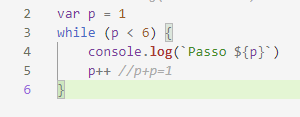 2 var p = 1
3 while (p < 6) {
4 console.log(`Passo ${p}`)
5 p++ //p+p=1
6 }